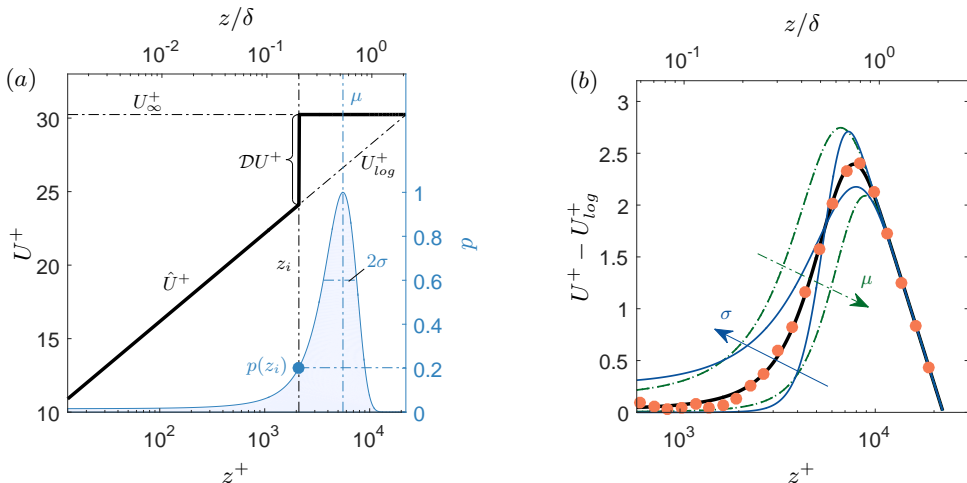 z/δ
10⁻² 10⁻¹ 10⁰
(a)
U⁺∞
μ
30
𝒟U⁺
U⁺log
25
1
U⁺
0.8
p
20
Û⁺
zᵢ
2σ
0.6
0.4
15
p(zᵢ)
0.2
10
0
10² 10³ 10⁴
z⁺
z/δ
10⁻¹ 10⁰
(b)
3
2.5
2
U⁺ − U⁺log
1.5
μ
1
σ
0.5
0
10³ 10⁴
z⁺